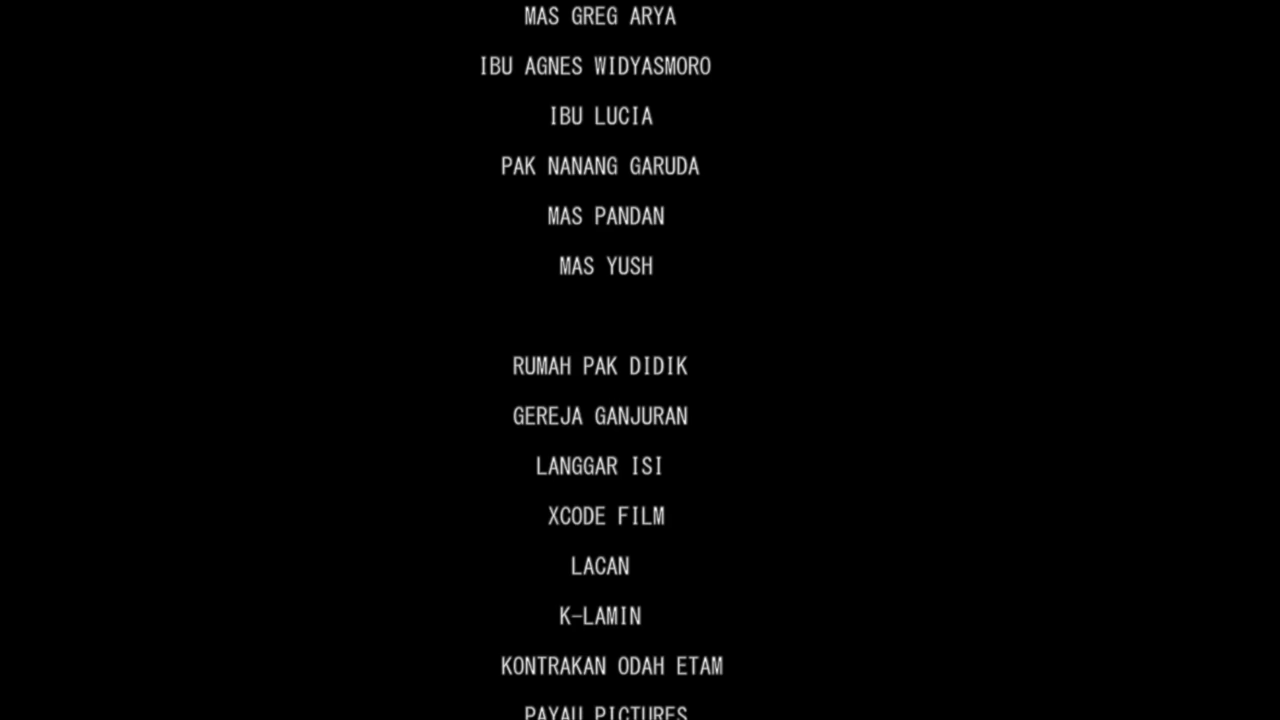 MAS GREG ARYA
IBU AGNES WIDYASMORO
IBU LUCIA
PAK NANANG GARUDA
MAS PANDAN
MAS YUSH
RUMAH PAK DIDIK
GEREJA GANJURAN
LANGGAR ISI
XCODE FILM
LACAN
K-LAMIN
KONTRAKAN ODAH ETAM
PAYAU PICTURES